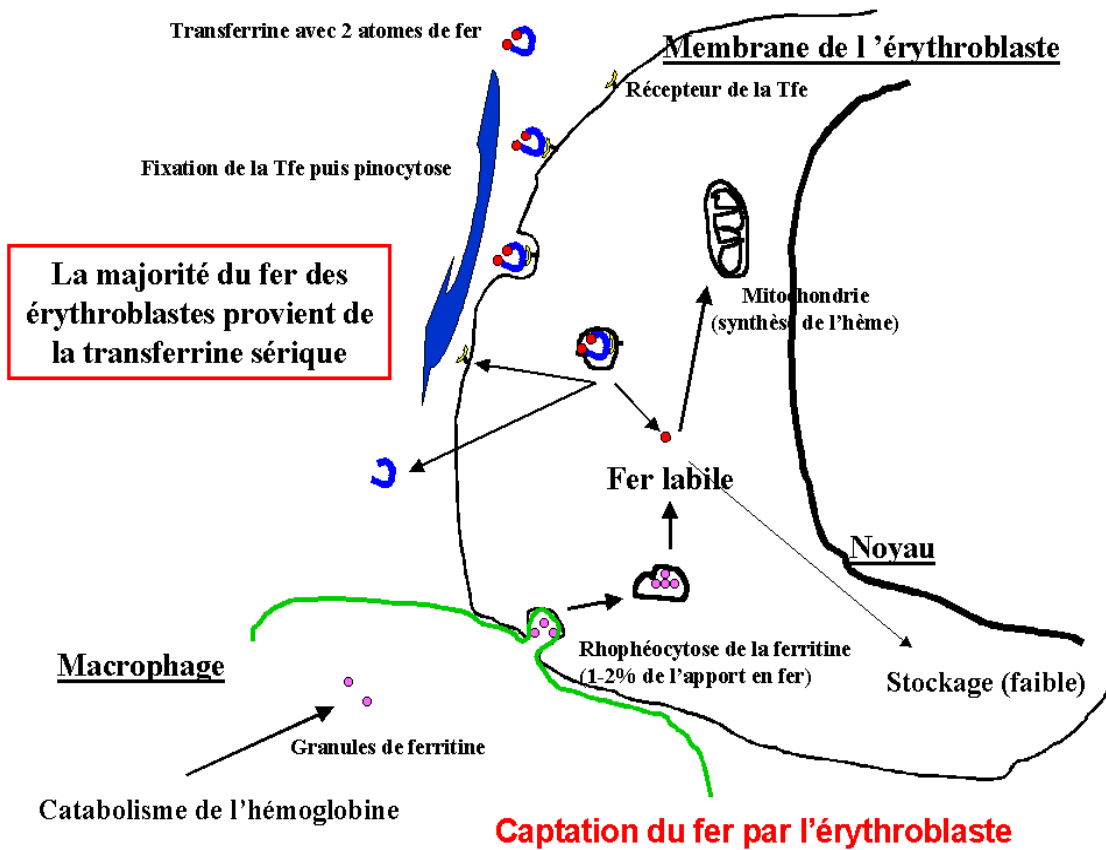 Transferrine avec 2 atomes de fer
Membrane de l ’érythroblaste
Récepteur de la Tfe
Fixation de la Tfe puis pinocytose
La majorité du fer des
érythroblastes provient de
la transferrine sérique
Mitochondrie
(synthèse de l’hème)
Fer labile
Noyau
Rhophéocytose de la ferritine
(1-2% de l’apport en fer)
Stockage (faible)
Macrophage
Granules de ferritine
Catabolisme de l’hémoglobine
Captation du fer par l’érythroblaste